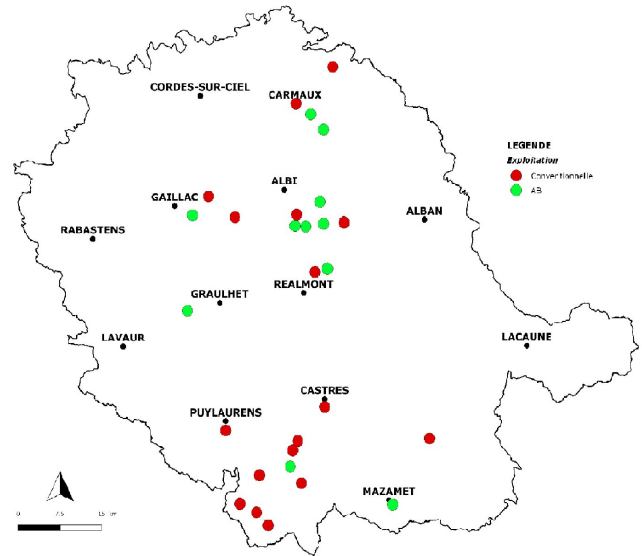 CORDES-SUR-CIEL
CARMAUX
LEGENDE
Exploitation
Conventionnelle
AB
ALBI
GAILLAC
ALBAN
RABASTENS
REALMONT
GRAULHET
LAVAUR
LACAUNE
CASTRES
PUYLAURENS
MAZAMET
0 7.5 15 km